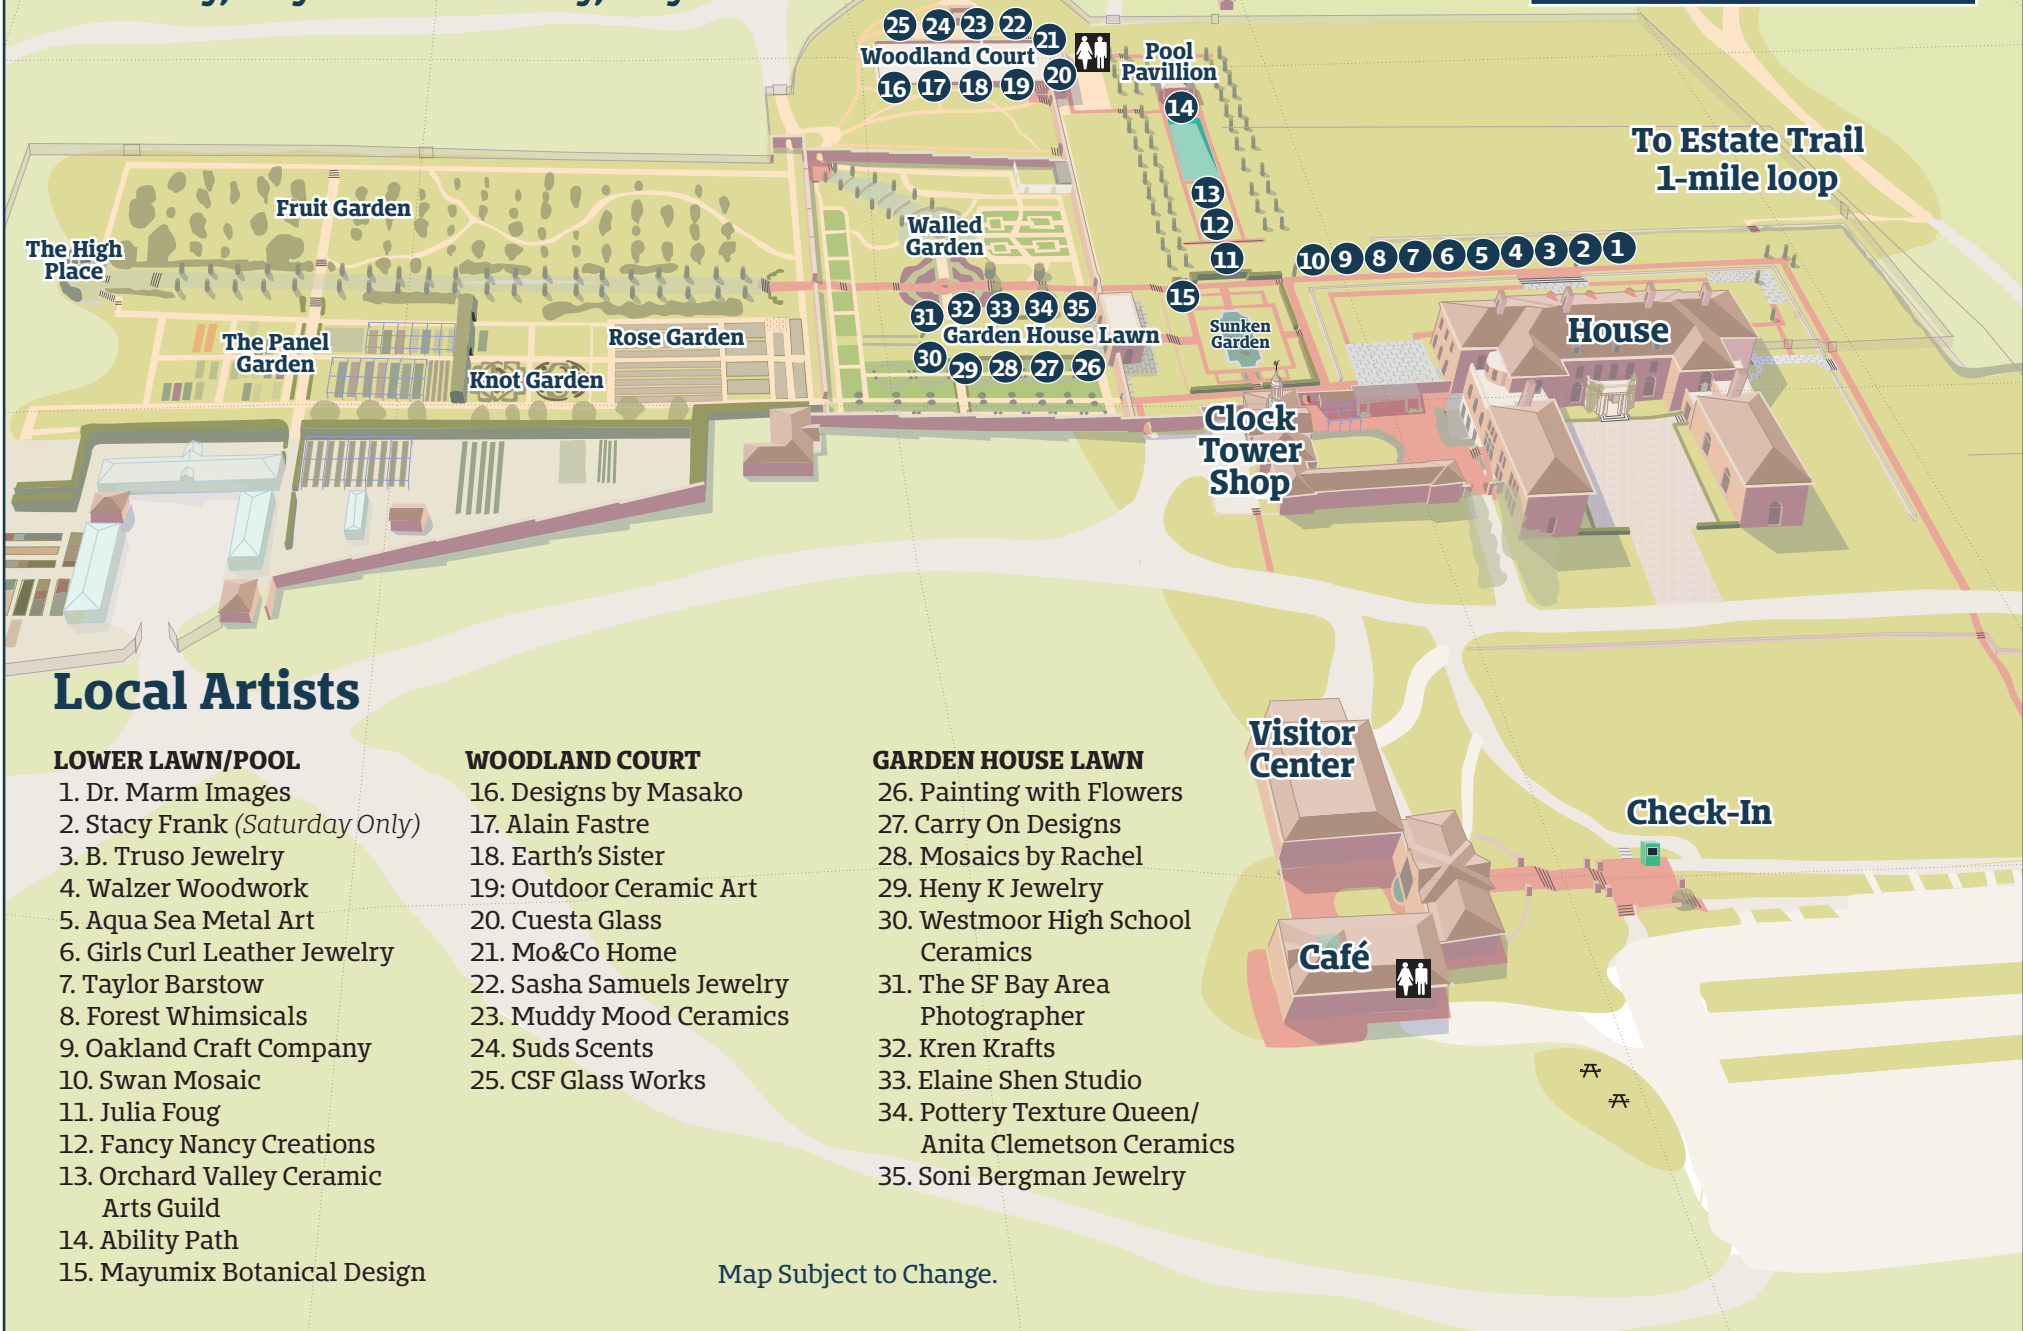 25 24 23 22 21
Woodland Court
16 17 18 19 20
Pool
Pavillion
14
To Estate Trail
1-mile loop
Fruit Garden
13
12
11
Walled
Garden
The High
Place
10 9 8 7 6 5 4 3 2 1
15
31 32 33 34 35
Garden House Lawn
30 29 28 27 26
Sunken
Garden
House
The Panel
Garden
Rose Garden
Knot Garden
Clock
Tower
Shop
Visitor
Center
Check-In
Café
Local Artists
LOWER LAWN/POOL
1. Dr. Marm Images
2. Stacy Frank (Saturday Only)
3. B. Truso Jewelry
4. Walzer Woodwork
5. Aqua Sea Metal Art
6. Girls Curl Leather Jewelry
7. Taylor Barstow
8. Forest Whimsicals
9. Oakland Craft Company
10. Swan Mosaic
11. Julia Foug
12. Fancy Nancy Creations
13. Orchard Valley Ceramic
Arts Guild
14. Ability Path
15. Mayumix Botanical Design
WOODLAND COURT
16. Designs by Masako
17. Alain Fastre
18. Earth's Sister
19: Outdoor Ceramic Art
20. Cuesta Glass
21. Mo&Co Home
22. Sasha Samuels Jewelry
23. Muddy Mood Ceramics
24. Suds Scents
25. CSF Glass Works
GARDEN HOUSE LAWN
26. Painting with Flowers
27. Carry On Designs
28. Mosaics by Rachel
29. Heny K Jewelry
30. Westmoor High School
Ceramics
31. The SF Bay Area
Photographer
32. Kren Krafts
33. Elaine Shen Studio
34. Pottery Texture Queen/
Anita Clemetson Ceramics
35. Soni Bergman Jewelry
Map Subject to Change.